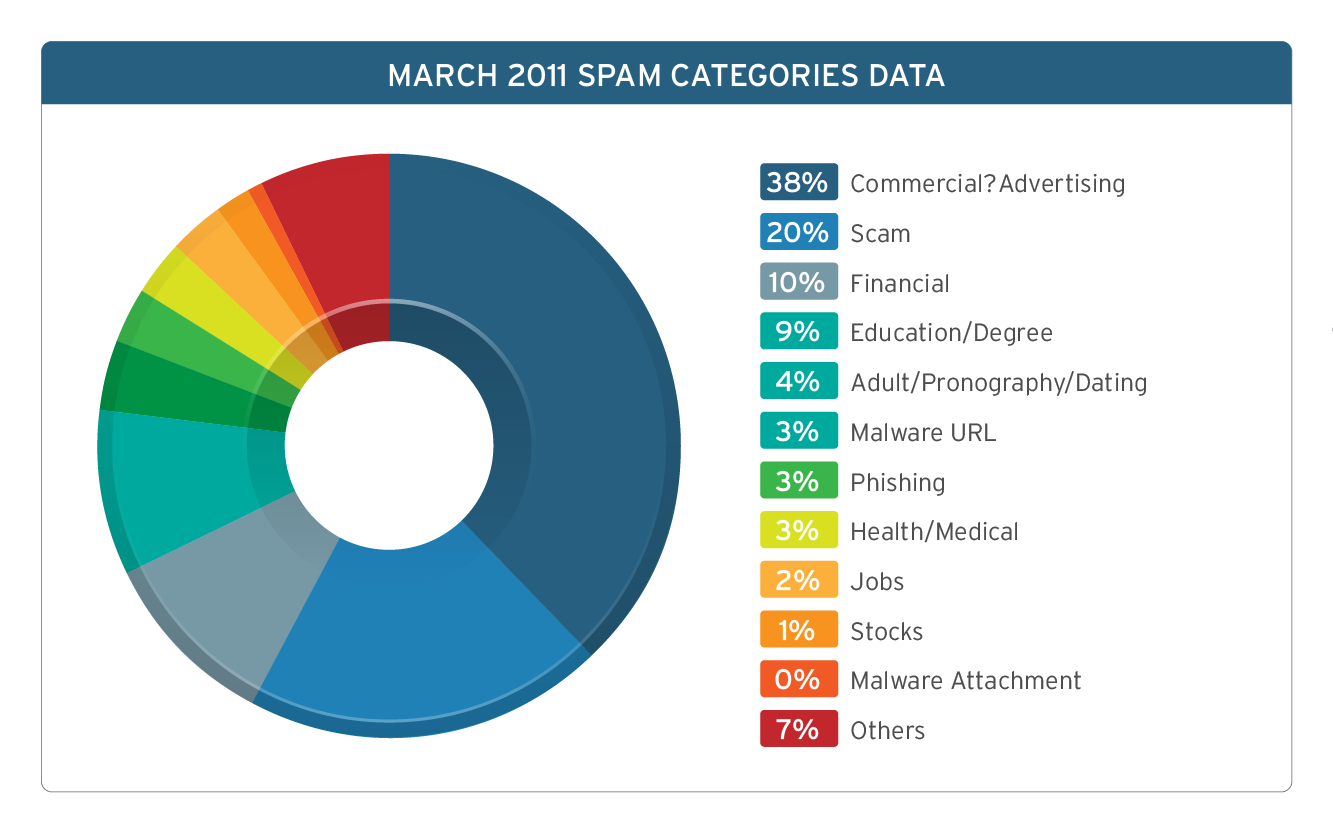 MARCH 2011 SPAM CATEGORIES DATA
38% Commercial?Advertising
20% Scam
10% Financial
9% Education/Degree
4% Adult/Pronography/Dating
3% Malware URL
3% Phishing
3% Health/Medical
2% Jobs
1% Stocks
0% Malware Attachment
7% Others